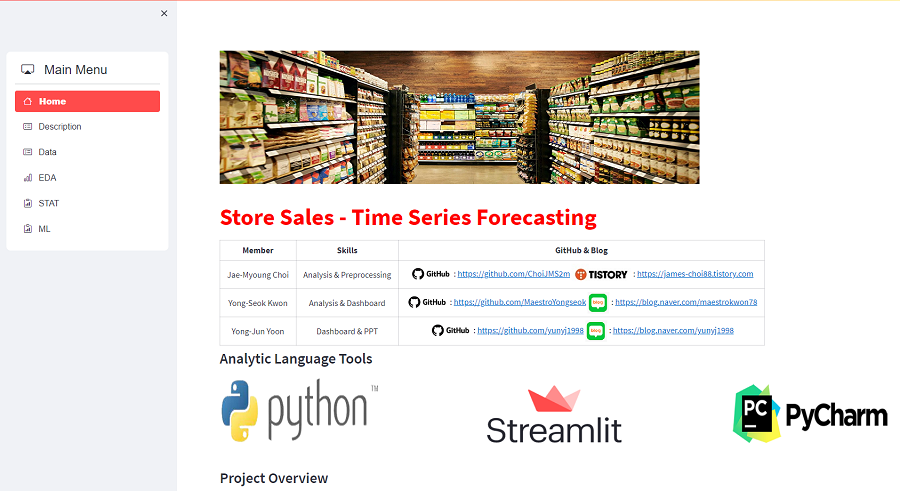 ×
Main Menu
Home
Description
Data
EDA
STAT
ML
Store Sales - Time Series Forecasting
Member Skills GitHub & Blog
Jae-Myoung Choi Analysis & Preprocessing GitHub : https://github.com/ChoiJMS2m TISTORY : https://james-choi88.tistory.com
Yong-Seok Kwon Analysis & Dashboard GitHub : https://github.com/MaestroYongseok blog : https://blog.naver.com/maestrokwon78
Yong-Jun Yoon Dashboard & PPT GitHub : https://github.com/yunyj1998 blog : https://blog.naver.com/yunyj1998
Analytic Language Tools
python™ Streamlit PC PyCharm
Project Overview